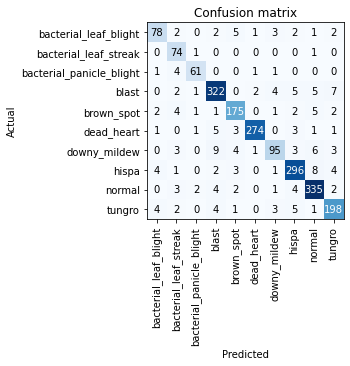 Confusion matrix
bacterial_leaf_blight 78 2 0 2 5 1 3 2 1 2
bacterial_leaf_streak 0 74 1 0 0 0 0 1 0 0
bacterial_panicle_blight 1 4 61 0 0 1 1 0 0 0
blast 0 2 1 322 2 0 4 5 5 7
brown_spot 2 4 1 1 175 0 1 2 5 2
dead_heart 1 0 1 5 3 274 0 3 1 1
downy_mildew 0 3 0 9 4 1 95 3 6 3
hispa 4 1 0 2 3 0 1 296 8 4
normal 0 3 2 4 2 0 1 4 335 2
tungro 4 2 0 4 1 0 3 5 1 198
Actual
bacterial_leaf_blight
bacterial_leaf_streak
bacterial_panicle_blight
blast
brown_spot
dead_heart
downy_mildew
hispa
normal
tungro
Predicted